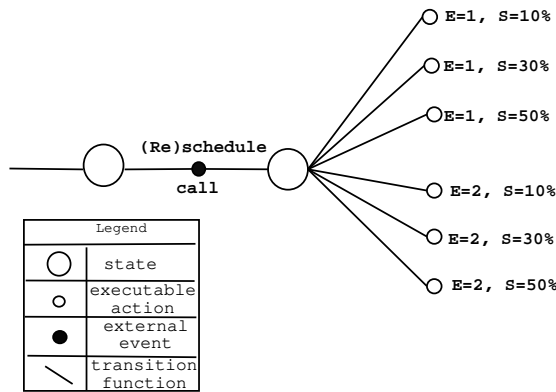 E=1, S=10%
E=1, S=30%
E=1, S=50%
(Re)schedule
call
E=2, S=10%
E=2, S=30%
E=2, S=50%
Legend
state
executable
action
external
event
transition
function